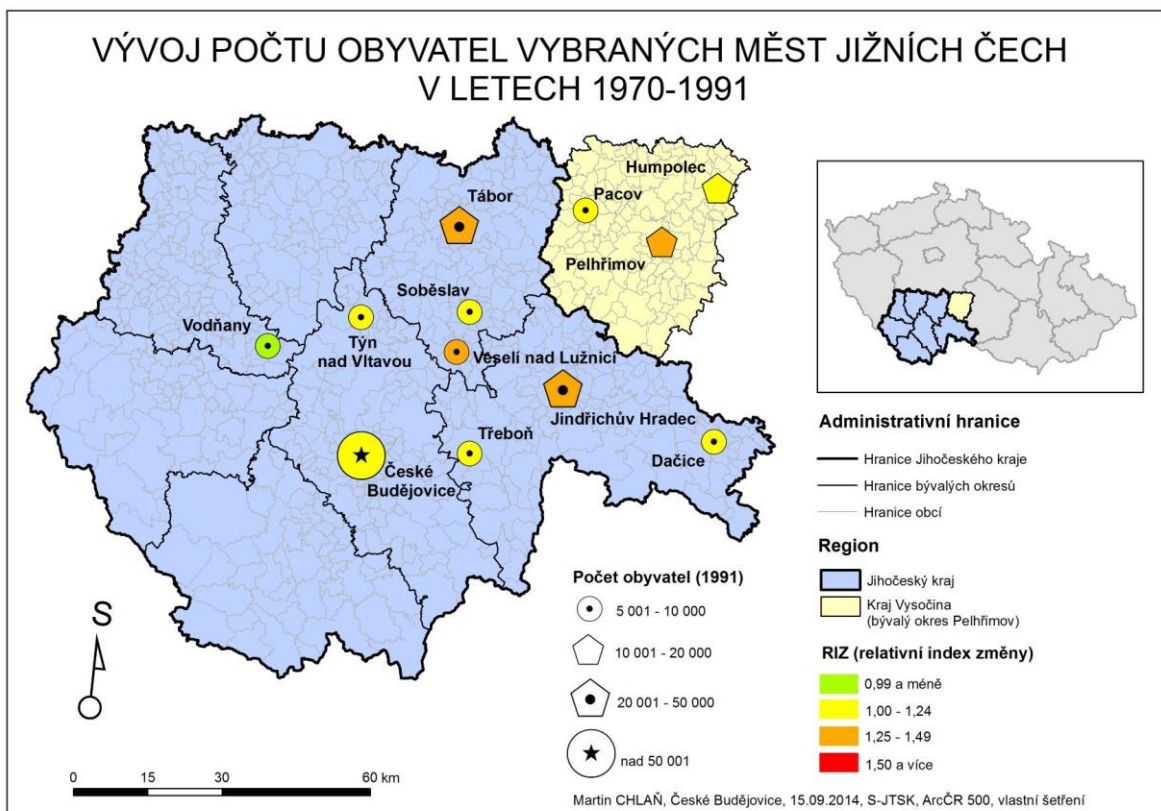 VÝVOJ POČTU OBYVATEL VYBRANÝCH MĚST JIŽNÍCH ČECH
V LETECH 1970-1991
Humpolec
Pacov
Tábor
Pelhřimov
Soběslav
Vodňany
Týn
nad Vltavou
Veselí nad Lužnicí
Jindřichův Hradec
Třeboň
Dačice
České
Budějovice
S
0 15 30 60 km
Počet obyvatel (1991)
5 001 - 10 000
10 001 - 20 000
20 001 - 50 000
nad 50 001
Administrativní hranice
Hranice Jihočeského kraje
Hranice bývalých okresů
Hranice obcí
Region
Jihočeský kraj
Kraj Vysočina
(bývalý okres Pelhřimov)
RIZ (relativní index změny)
0,99 a méně
1,00 - 1,24
1,25 - 1,49
1,50 a více
Martin CHLAŇ, České Budějovice, 15.09.2014, S-JTSK, ArcČR 500, vlastní šetření